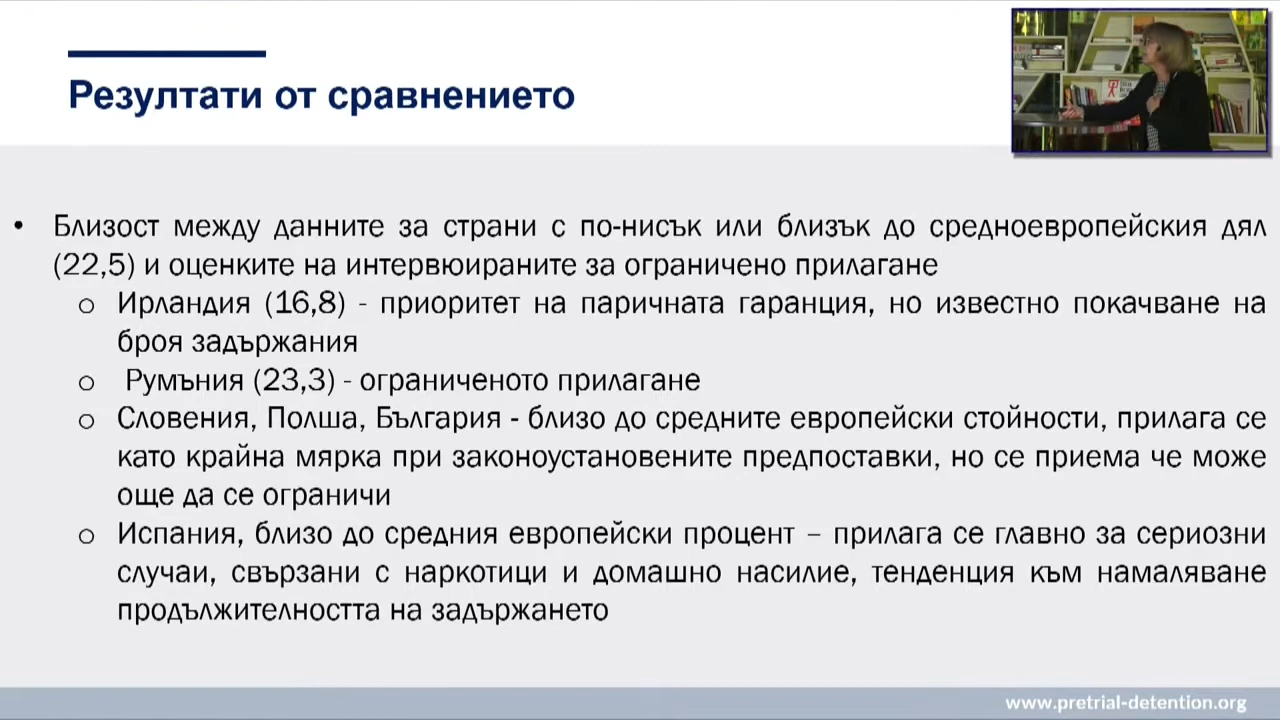 Резултати от сравнението
• Близост между данните за страни с по-нисък или близък до средноевропейския дял
(22,5) и оценките на интервюираните за ограничено прилагане
o Ирландия (16,8) - приоритет на паричната гаранция, но известно покачване на
броя задържания
o Румъния (23,3) - ограниченото прилагане
o Словения, Полша, България - близо до средните европейски стойности, прилага се
като крайна мярка при законоустановените предпоставки, но се приема че може
още да се ограничи
o Испания, близо до средния европейски процент – прилага се главно за сериозни
случаи, свързани с наркотици и домашно насилие, тенденция към намаляване
продължителността на задържането
www.pretrial-detention.org